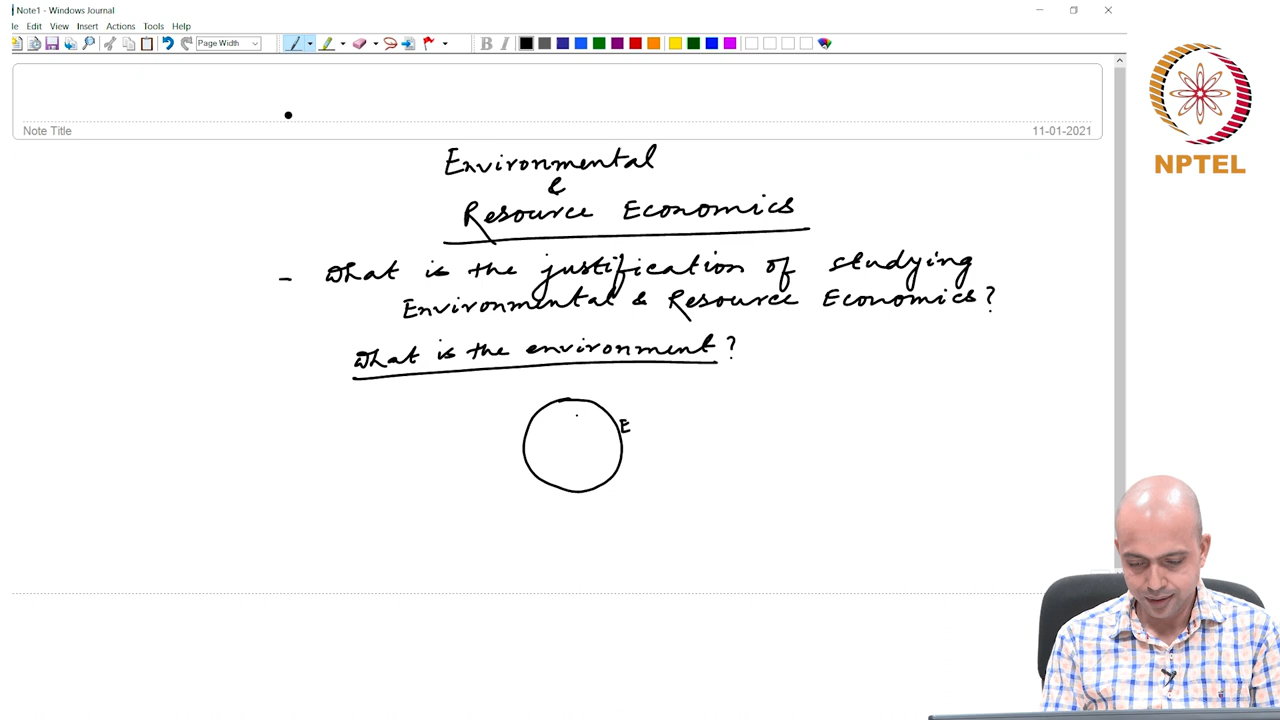 Note1 - Windows Journal
le Edit View Insert Actions Tools Help
Page Width
B I
NPTEL
Note Title
11-01-2021
Environmental
&
Resource Economics
- What is the justification of studying
Environmental & Resource Economics?
What is the environment?
E